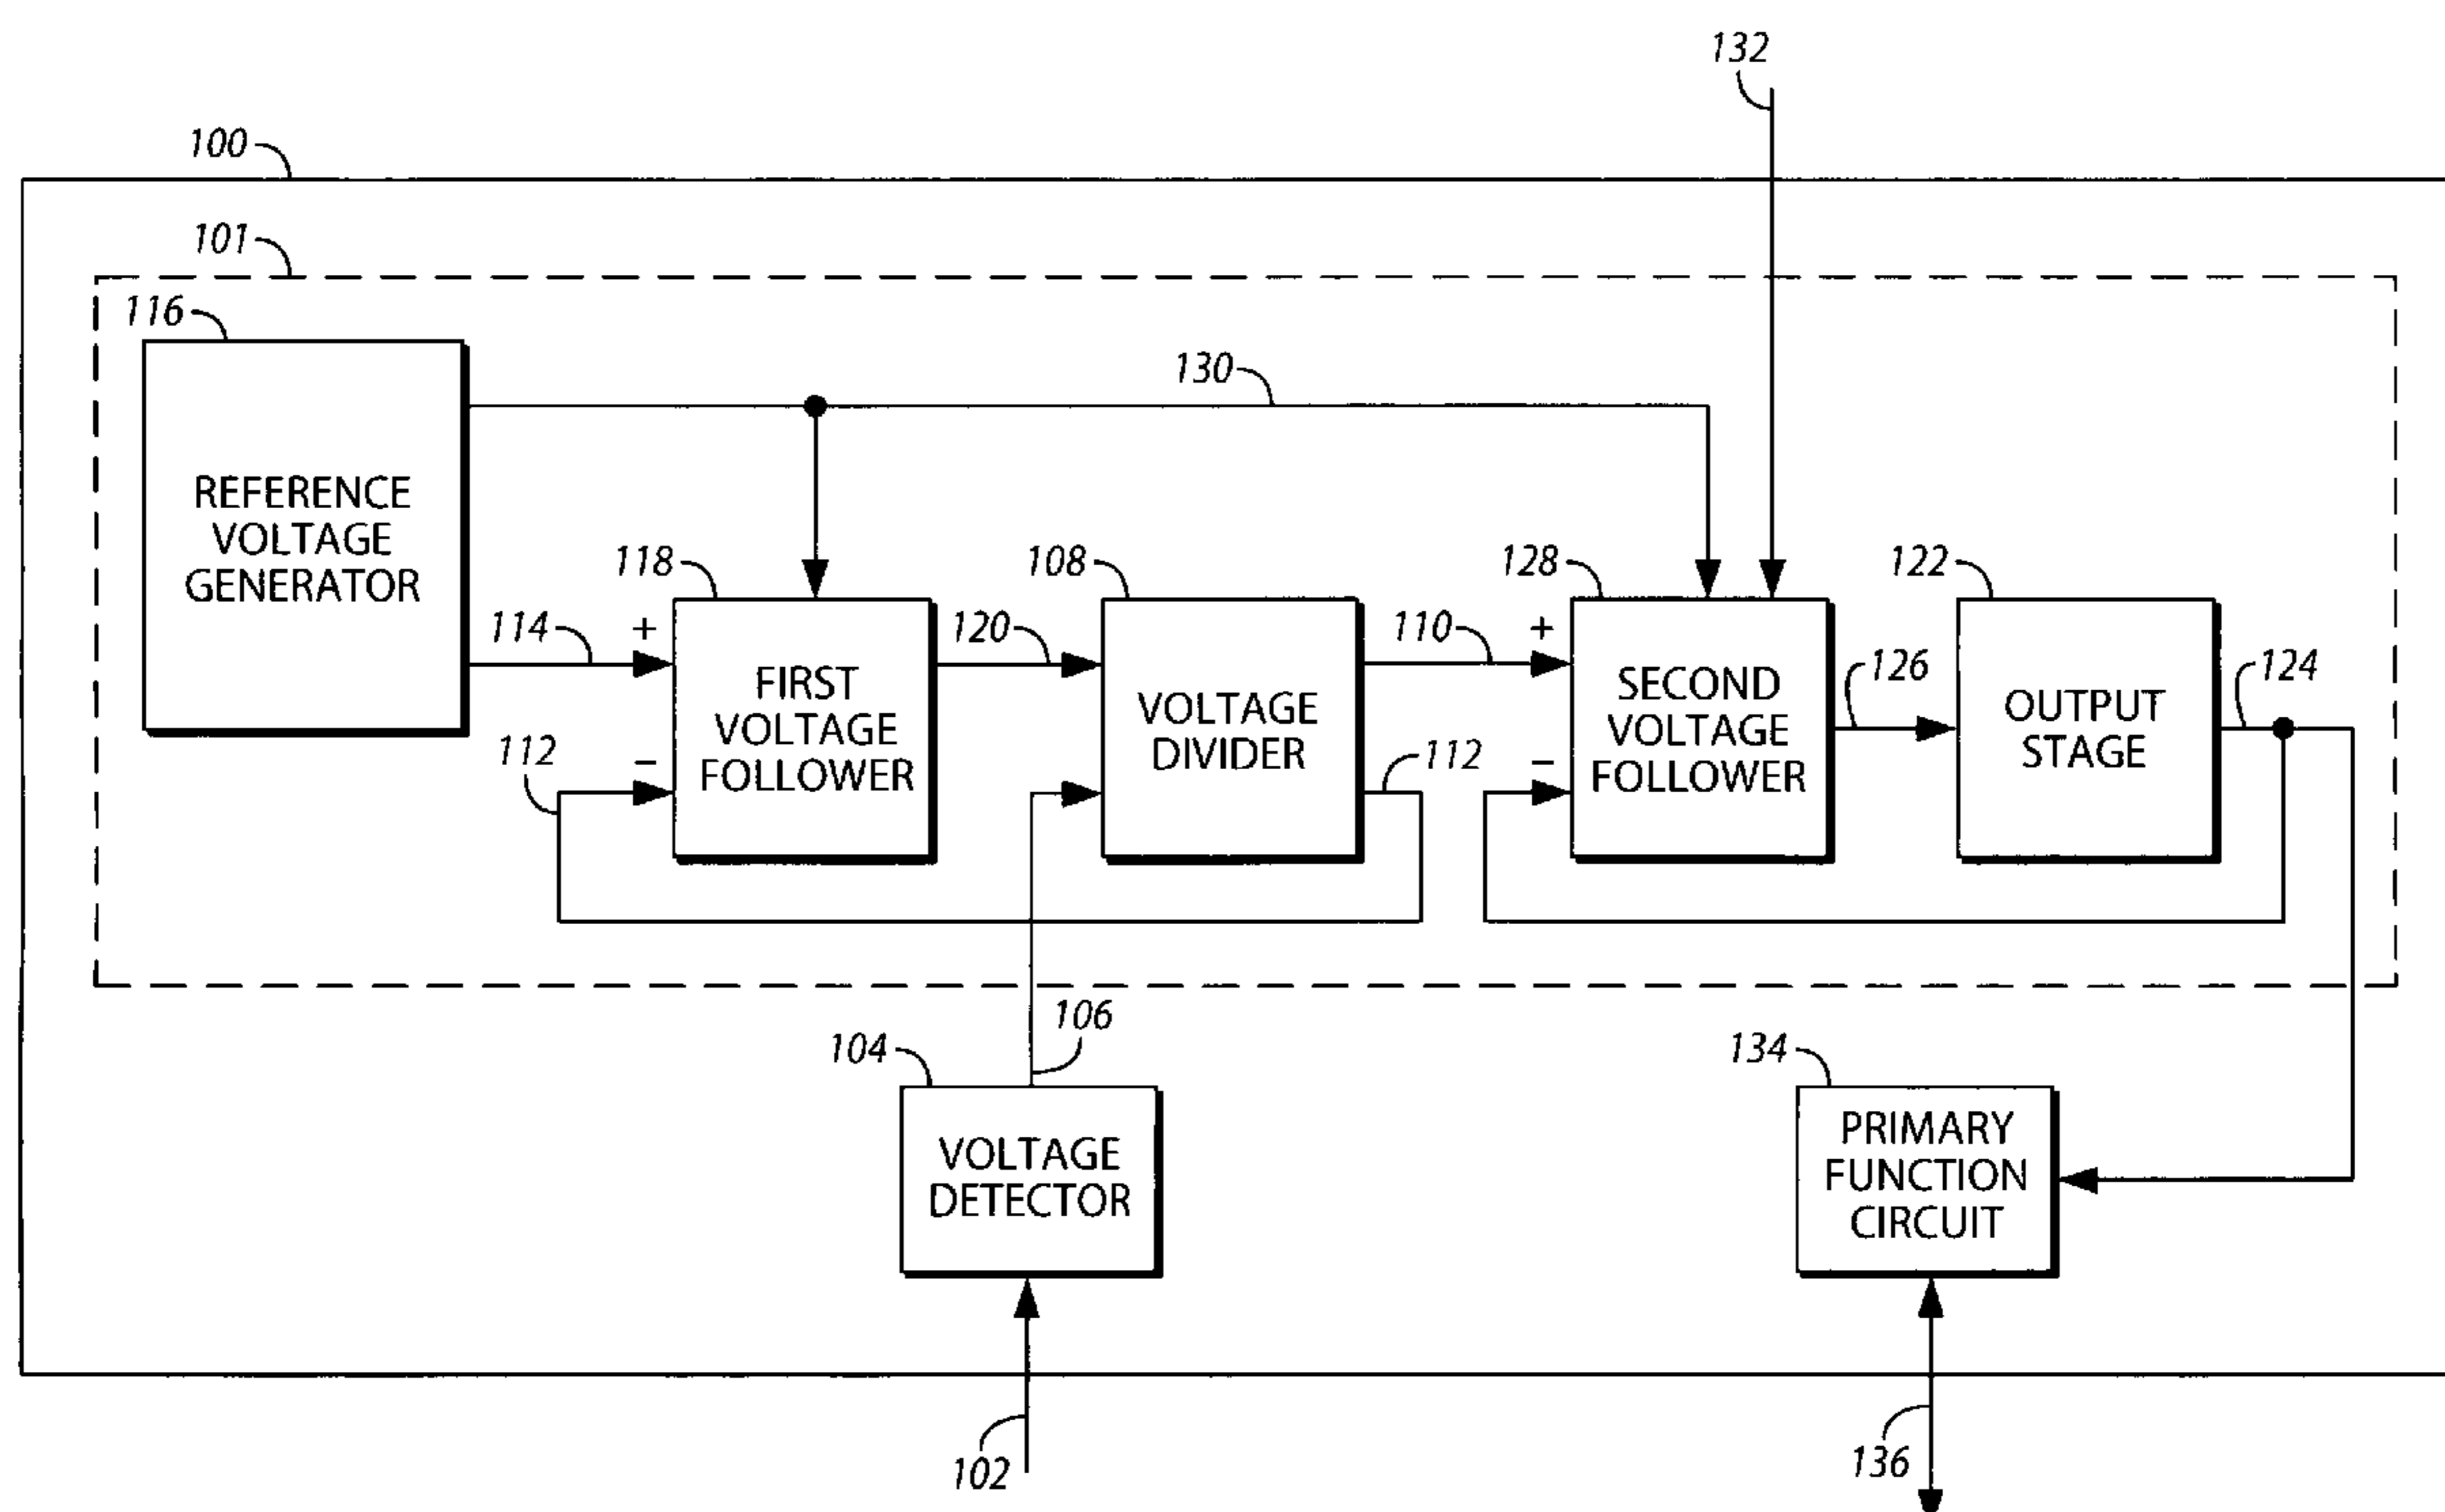 132
100
101
116
130
REFERENCE
VOLTAGE
GENERATOR
118
108
128
122
114
+
120
110
+
FIRST
VOLTAGE
FOLLOWER
VOLTAGE
DIVIDER
SECOND
VOLTAGE
FOLLOWER
126
OUTPUT
STAGE
124
112
−
112
−
106
104
134
VOLTAGE
DETECTOR
PRIMARY
FUNCTION
CIRCUIT
102
136